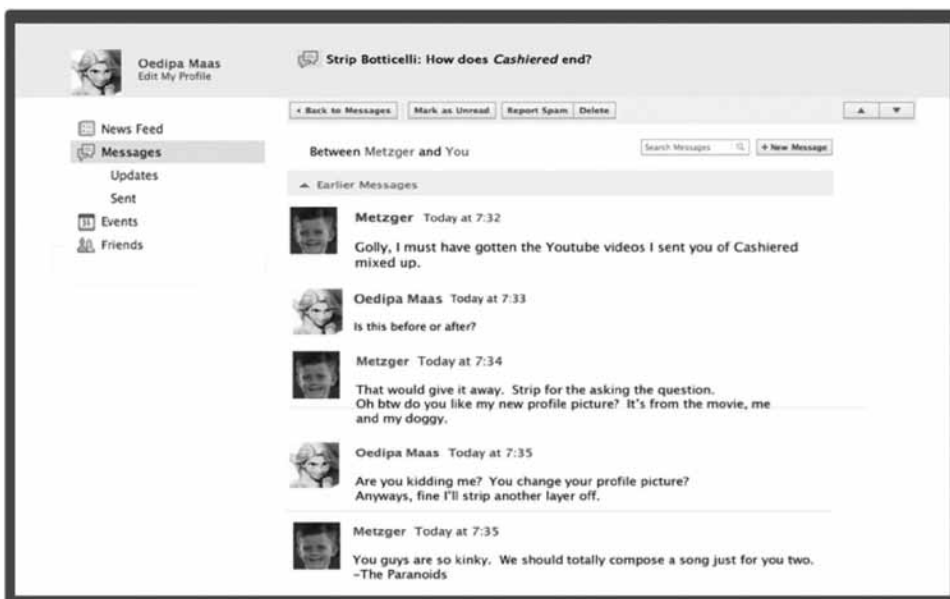 Oedipa Maas
Edit My Profile
Strip Botticelli: How does Cashiered end?
Back to Messages
Mark as Unread
Report Spam
Delete
News Feed
Messages
Updates
Sent
31 Events
Friends
Between Metzger and You
Search Messages
+ New Message
Earlier Messages
Metzger Today at 7:32
Golly, I must have gotten the Youtube videos I sent you of Cashiered
mixed up.
Oedipa Maas Today at 7:33
Is this before or after?
Metzger Today at 7:34
That would give it away. Strip for the asking the question.
Oh btw do you like my new profile picture? It's from the movie, me
and my doggy.
Oedipa Maas Today at 7:35
Are you kidding me? You change your profile picture?
Anyways, fine I'll strip another layer off.
Metzger Today at 7:35
You guys are so kinky. We should totally compose a song just for you two.
–The Paranoids